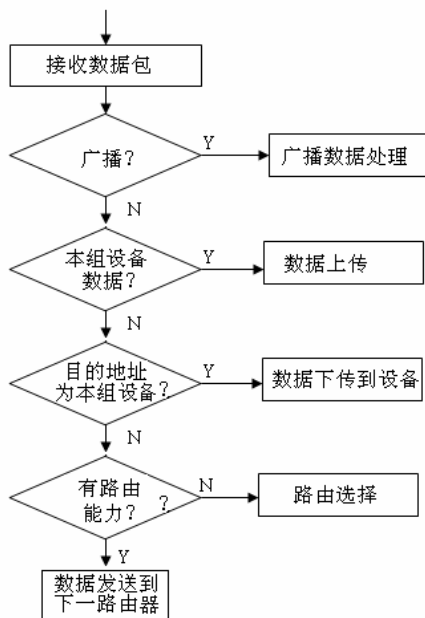 接收数据包
广播?
Y
广播数据处理
N
本组设备
数据?
Y
数据上传
N
目的地址
为本组设备?
Y
数据下传到设备
N
有路由
能力? ?
N
路由选择
Y
数据发送到
下一路由器